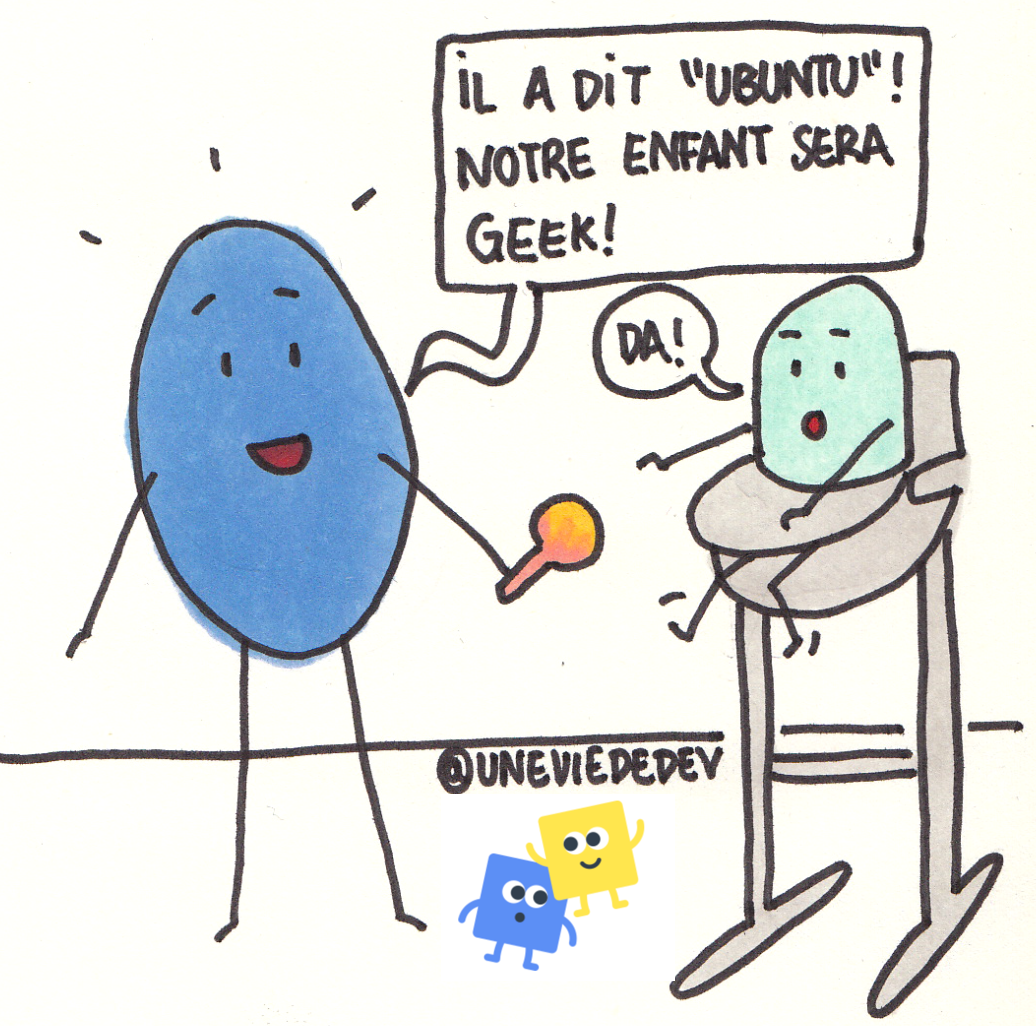 iL A DiT "UBUNTU"!
NOTRE ENFANT SERA
GEEK!
DA!
@UNEVIEDEDEV